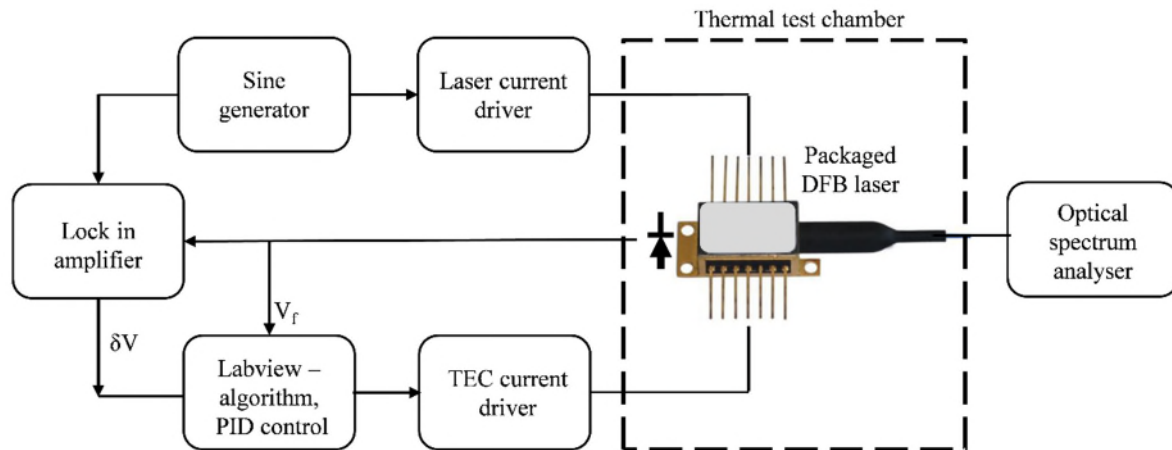 Thermal test chamber
Sine
generator
Laser current
driver
Packaged
DFB laser
Lock in
amplifier
Optical
spectrum
analyser
V_f
δV
Labview –
algorithm,
PID control
TEC current
driver